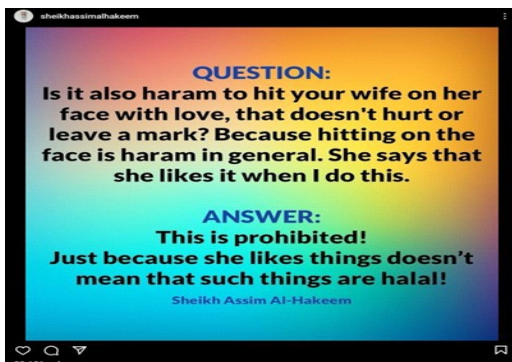 sheikhassimalhakeem
QUESTION:
Is it also haram to hit your wife on her
face with love, that doesn't hurt or
leave a mark? Because hitting on the
face is haram in general. She says that
she likes it when I do this.
ANSWER:
This is prohibited!
Just because she likes things doesn’t
mean that such things are halal!
Sheikh Assim Al-Hakeem